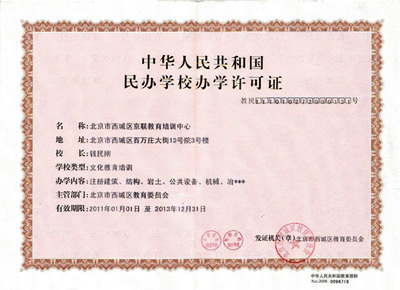 中华人民共和国
民办学校办学许可证
教民 号
名 称：北京市西城区京联教育培训中心
地 址：北京市西城区百万庄大街13号院3号楼
校 长：钱民刚
学校类型：文化教育培训
办学内容：注册建筑、结构、岩土、公共设备、机械、冶***
主管部门：北京市西城区教育委员会
有效期限：2011年01月01日 至 2013年12月31日
发证机关(章) 北京市西城区教育委员会
中华人民共和国教育部制
No.2008 0096718